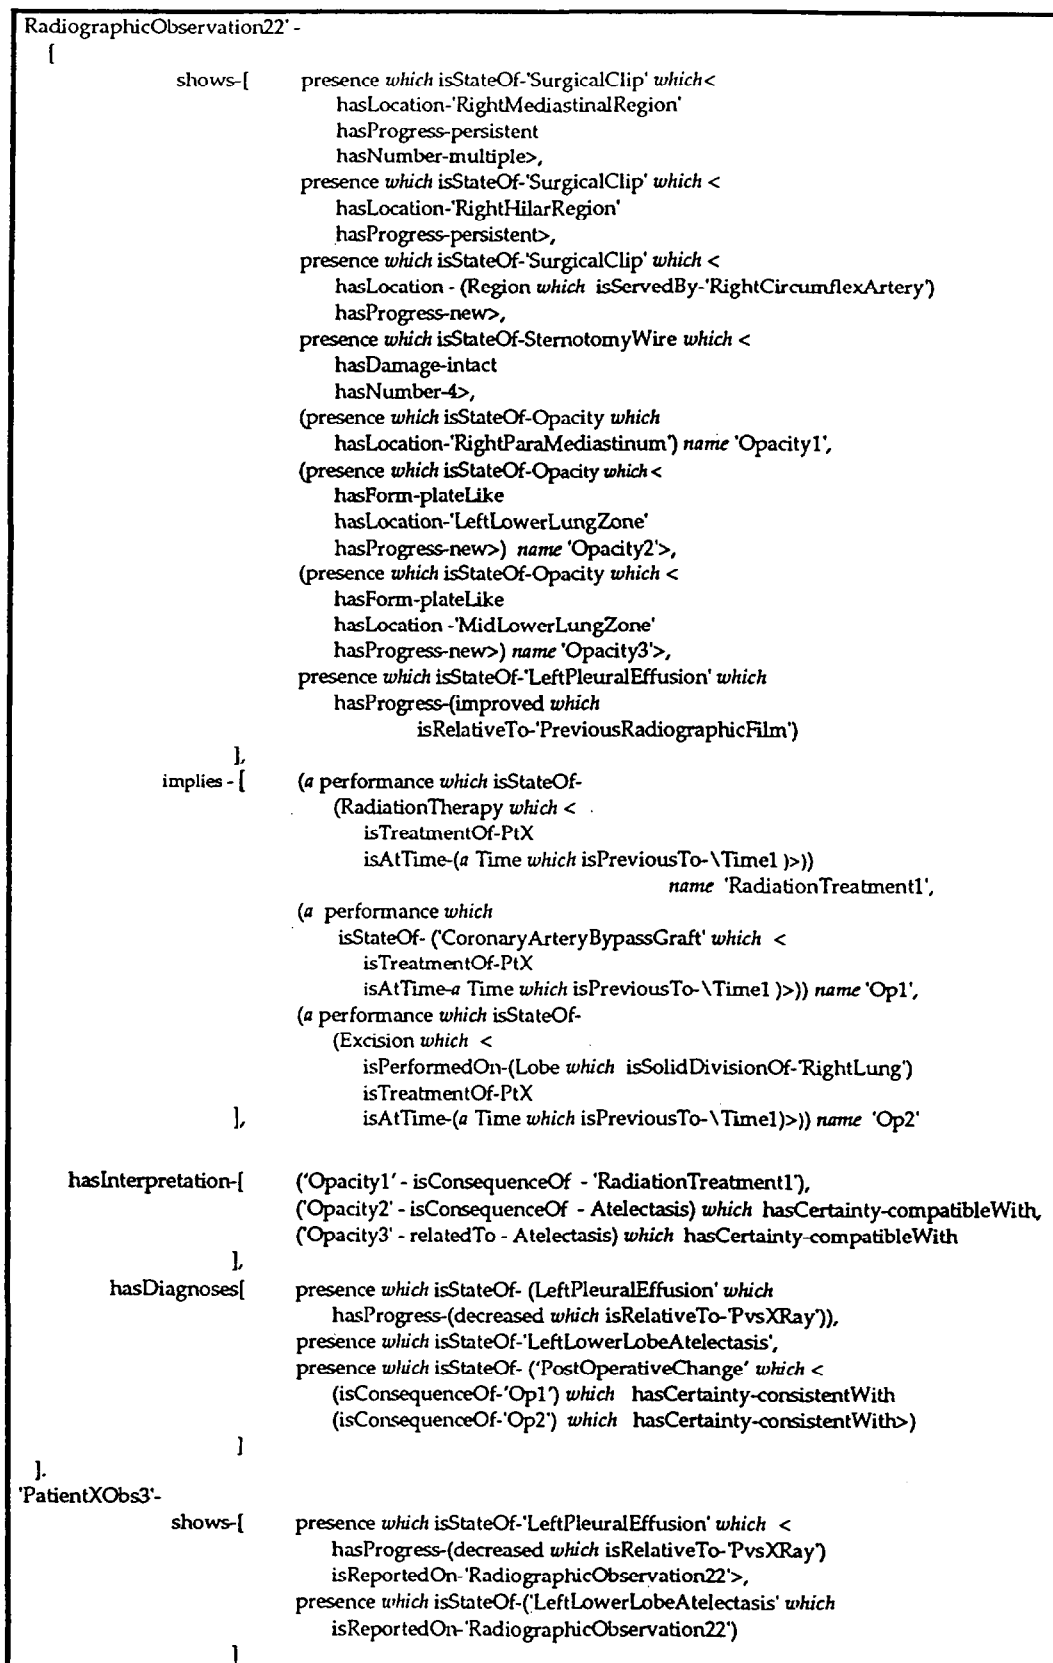 RadiographicObservation22' -
[
shows-[ presence which isStateOf-'SurgicalClip' which<
hasLocation-'RightMediastinalRegion'
hasProgress-persistent
hasNumber-multiple>,
presence which isStateOf-'SurgicalClip' which <
hasLocation-'RightHilarRegion'
hasProgress-persistent>,
presence which isStateOf-'SurgicalClip' which <
hasLocation - (Region which isServedBy-'RightCircumflexArtery')
hasProgress-new>,
presence which isStateOf-SternotomyWire which <
hasDamage-intact
hasNumber-4>,
(presence which isStateOf-Opacity which
hasLocation-'RightParaMediastinum') name 'Opacity1',
(presence which isStateOf-Opacity which<
hasForm-plateLike
hasLocation-'LeftLowerLungZone'
hasProgress-new>) name 'Opacity2'>,
(presence which isStateOf-Opacity which <
hasForm-plateLike
hasLocation -'MidLowerLungZone'
hasProgress-new>) name 'Opacity3'>,
presence which isStateOf-'LeftPleuralEffusion' which
hasProgress-(improved which
isRelativeTo-'PreviousRadiographicFilm')
],
implies - [ (a performance which isStateOf-
(RadiationTherapy which <
isTreatmentOf-PtX
isAtTime-(a Time which isPreviousTo-\Time1 )>))
name 'RadiationTreatment1',
(a performance which
isStateOf- ('CoronaryArteryBypassGraft' which <
isTreatmentOf-PtX
isAtTime-a Time which isPreviousTo-\Time1 )>)) name 'Op1',
(a performance which isStateOf-
(Excision which <
isPerformedOn-(Lobe which isSolidDivisionOf-'RightLung')
isTreatmentOf-PtX
], isAtTime-(a Time which isPreviousTo-\Time1)>)) name 'Op2'
hasInterpretation-[ ('Opacity1' - isConsequenceOf - 'RadiationTreatment1'),
('Opacity2' - isConsequenceOf - Atelectasis) which hasCertainty-compatibleWith,
('Opacity3' - relatedTo - Atelectasis) which hasCertainty-compatibleWith
],
hasDiagnoses[ presence which isStateOf- (LeftPleuralEffusion' which
hasProgress-(decreased which isRelativeTo-'PvsXRay')),
presence which isStateOf-'LeftLowerLobeAtelectasis',
presence which isStateOf- ('PostOperativeChange' which <
(isConsequenceOf-'Op1') which hasCertainty-consistentWith
(isConsequenceOf-'Op2') which hasCertainty-consistentWith>)
]
].
'PatientXObs3'-
shows-[ presence which isStateOf-'LeftPleuralEffusion' which <
hasProgress-(decreased which isRelativeTo-'PvsXRay')
isReportedOn-'RadiographicObservation22'>,
presence which isStateOf-('LeftLowerLobeAtelectasis' which
isReportedOn-'RadiographicObservation22')
]